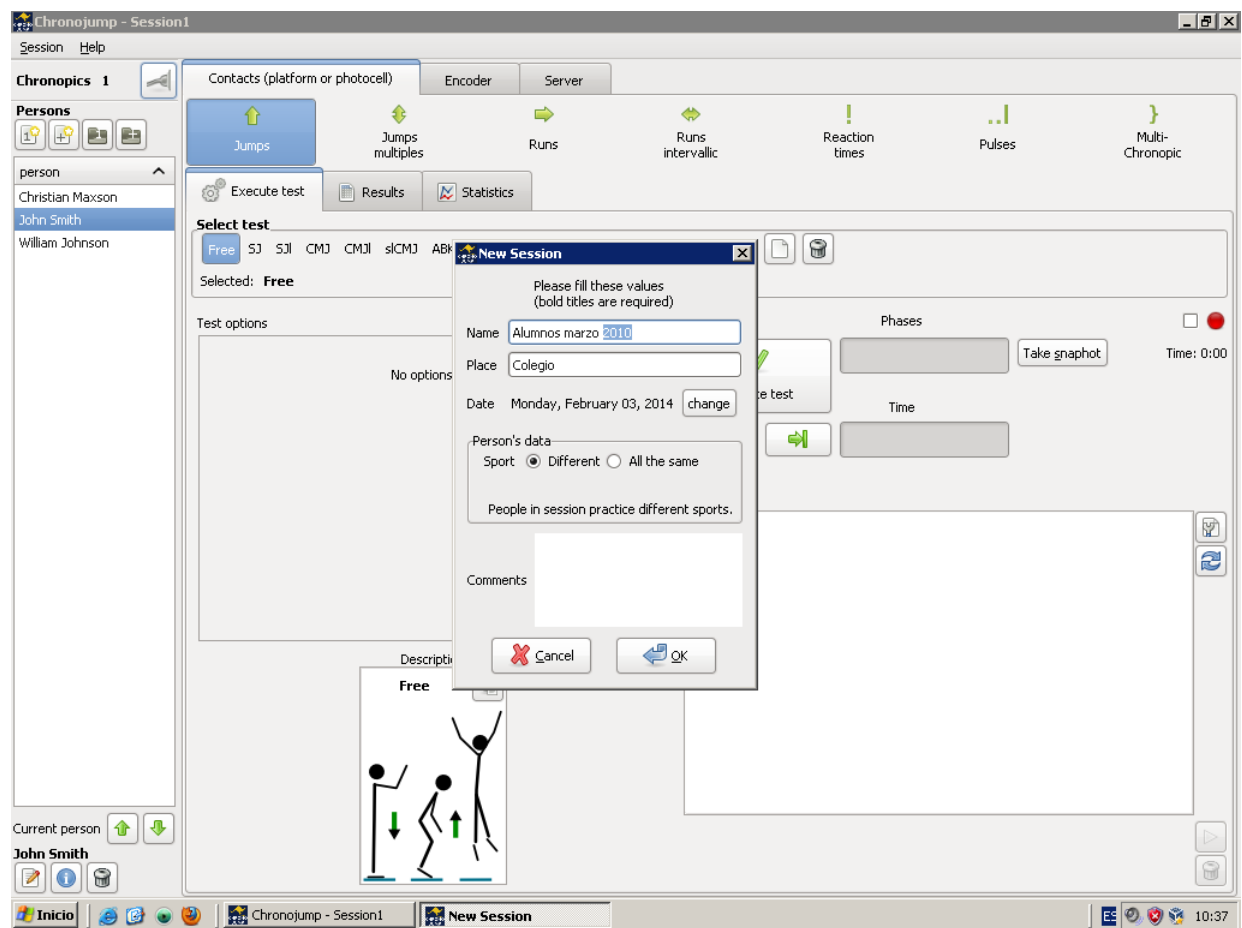 Chronojump - Session1
Session Help
Chronopics 1
Contacts (platform or photocell) Encoder Server
Persons
Jumps
Jumps multiples
Runs
Runs intervallic
Reaction times
Pulses
Multi-Chronopic
person
Christian Maxson
John Smith
William Johnson
Execute test Results Statistics
Select test
Free SJ SJl CMJ CMJl slCMJ
Selected: Free
Test options
No options
New Session
Please fill these values
(bold titles are required)
Name Alumnos marzo 2010
Place Colegio
Date Monday, February 03, 2014 change
Person's data
Sport Different All the same
People in session practice different sports.
Comments
Cancel OK
Phases
Take snaphot
Time: 0:00
test
Time
Free
Current person
John Smith
Inicio Chronojump - Session1 New Session ES 10:37